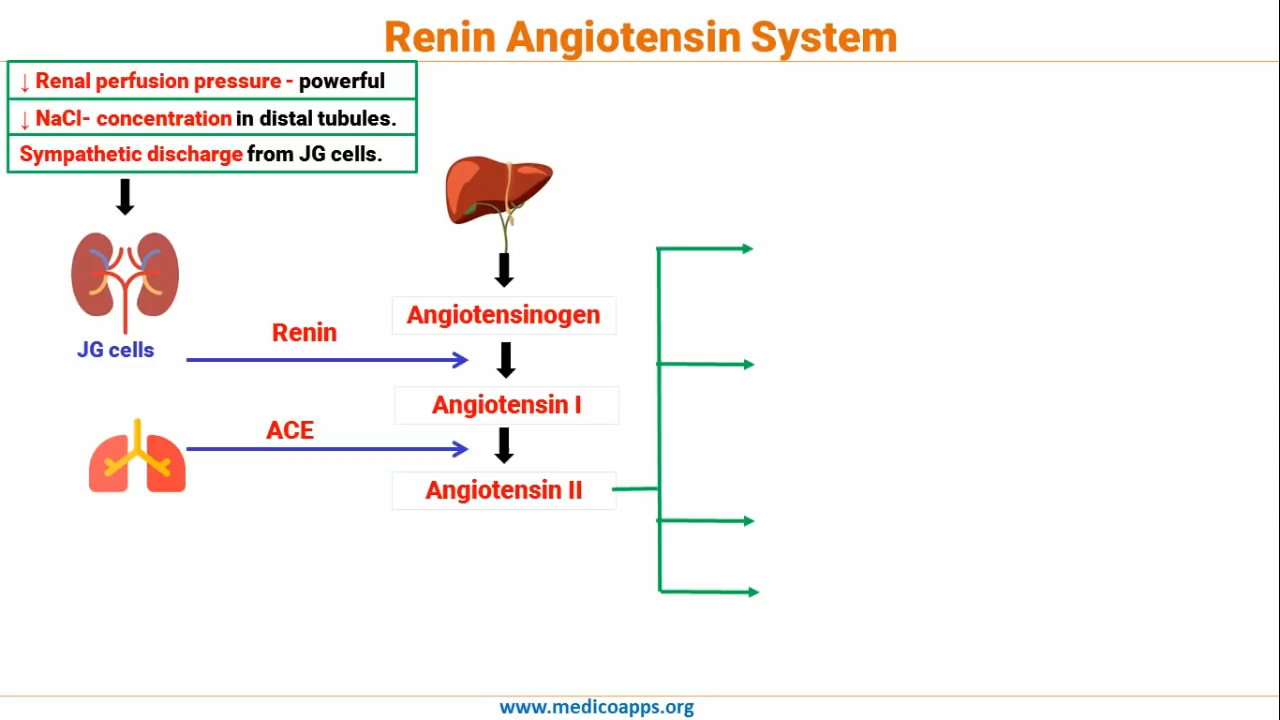 Renin Angiotensin System
↓ Renal perfusion pressure - powerful
↓ NaCl- concentration in distal tubules.
Sympathetic discharge from JG cells.
JG cells
Renin
Angiotensinogen
Angiotensin I
ACE
Angiotensin II
www.medicoapps.org